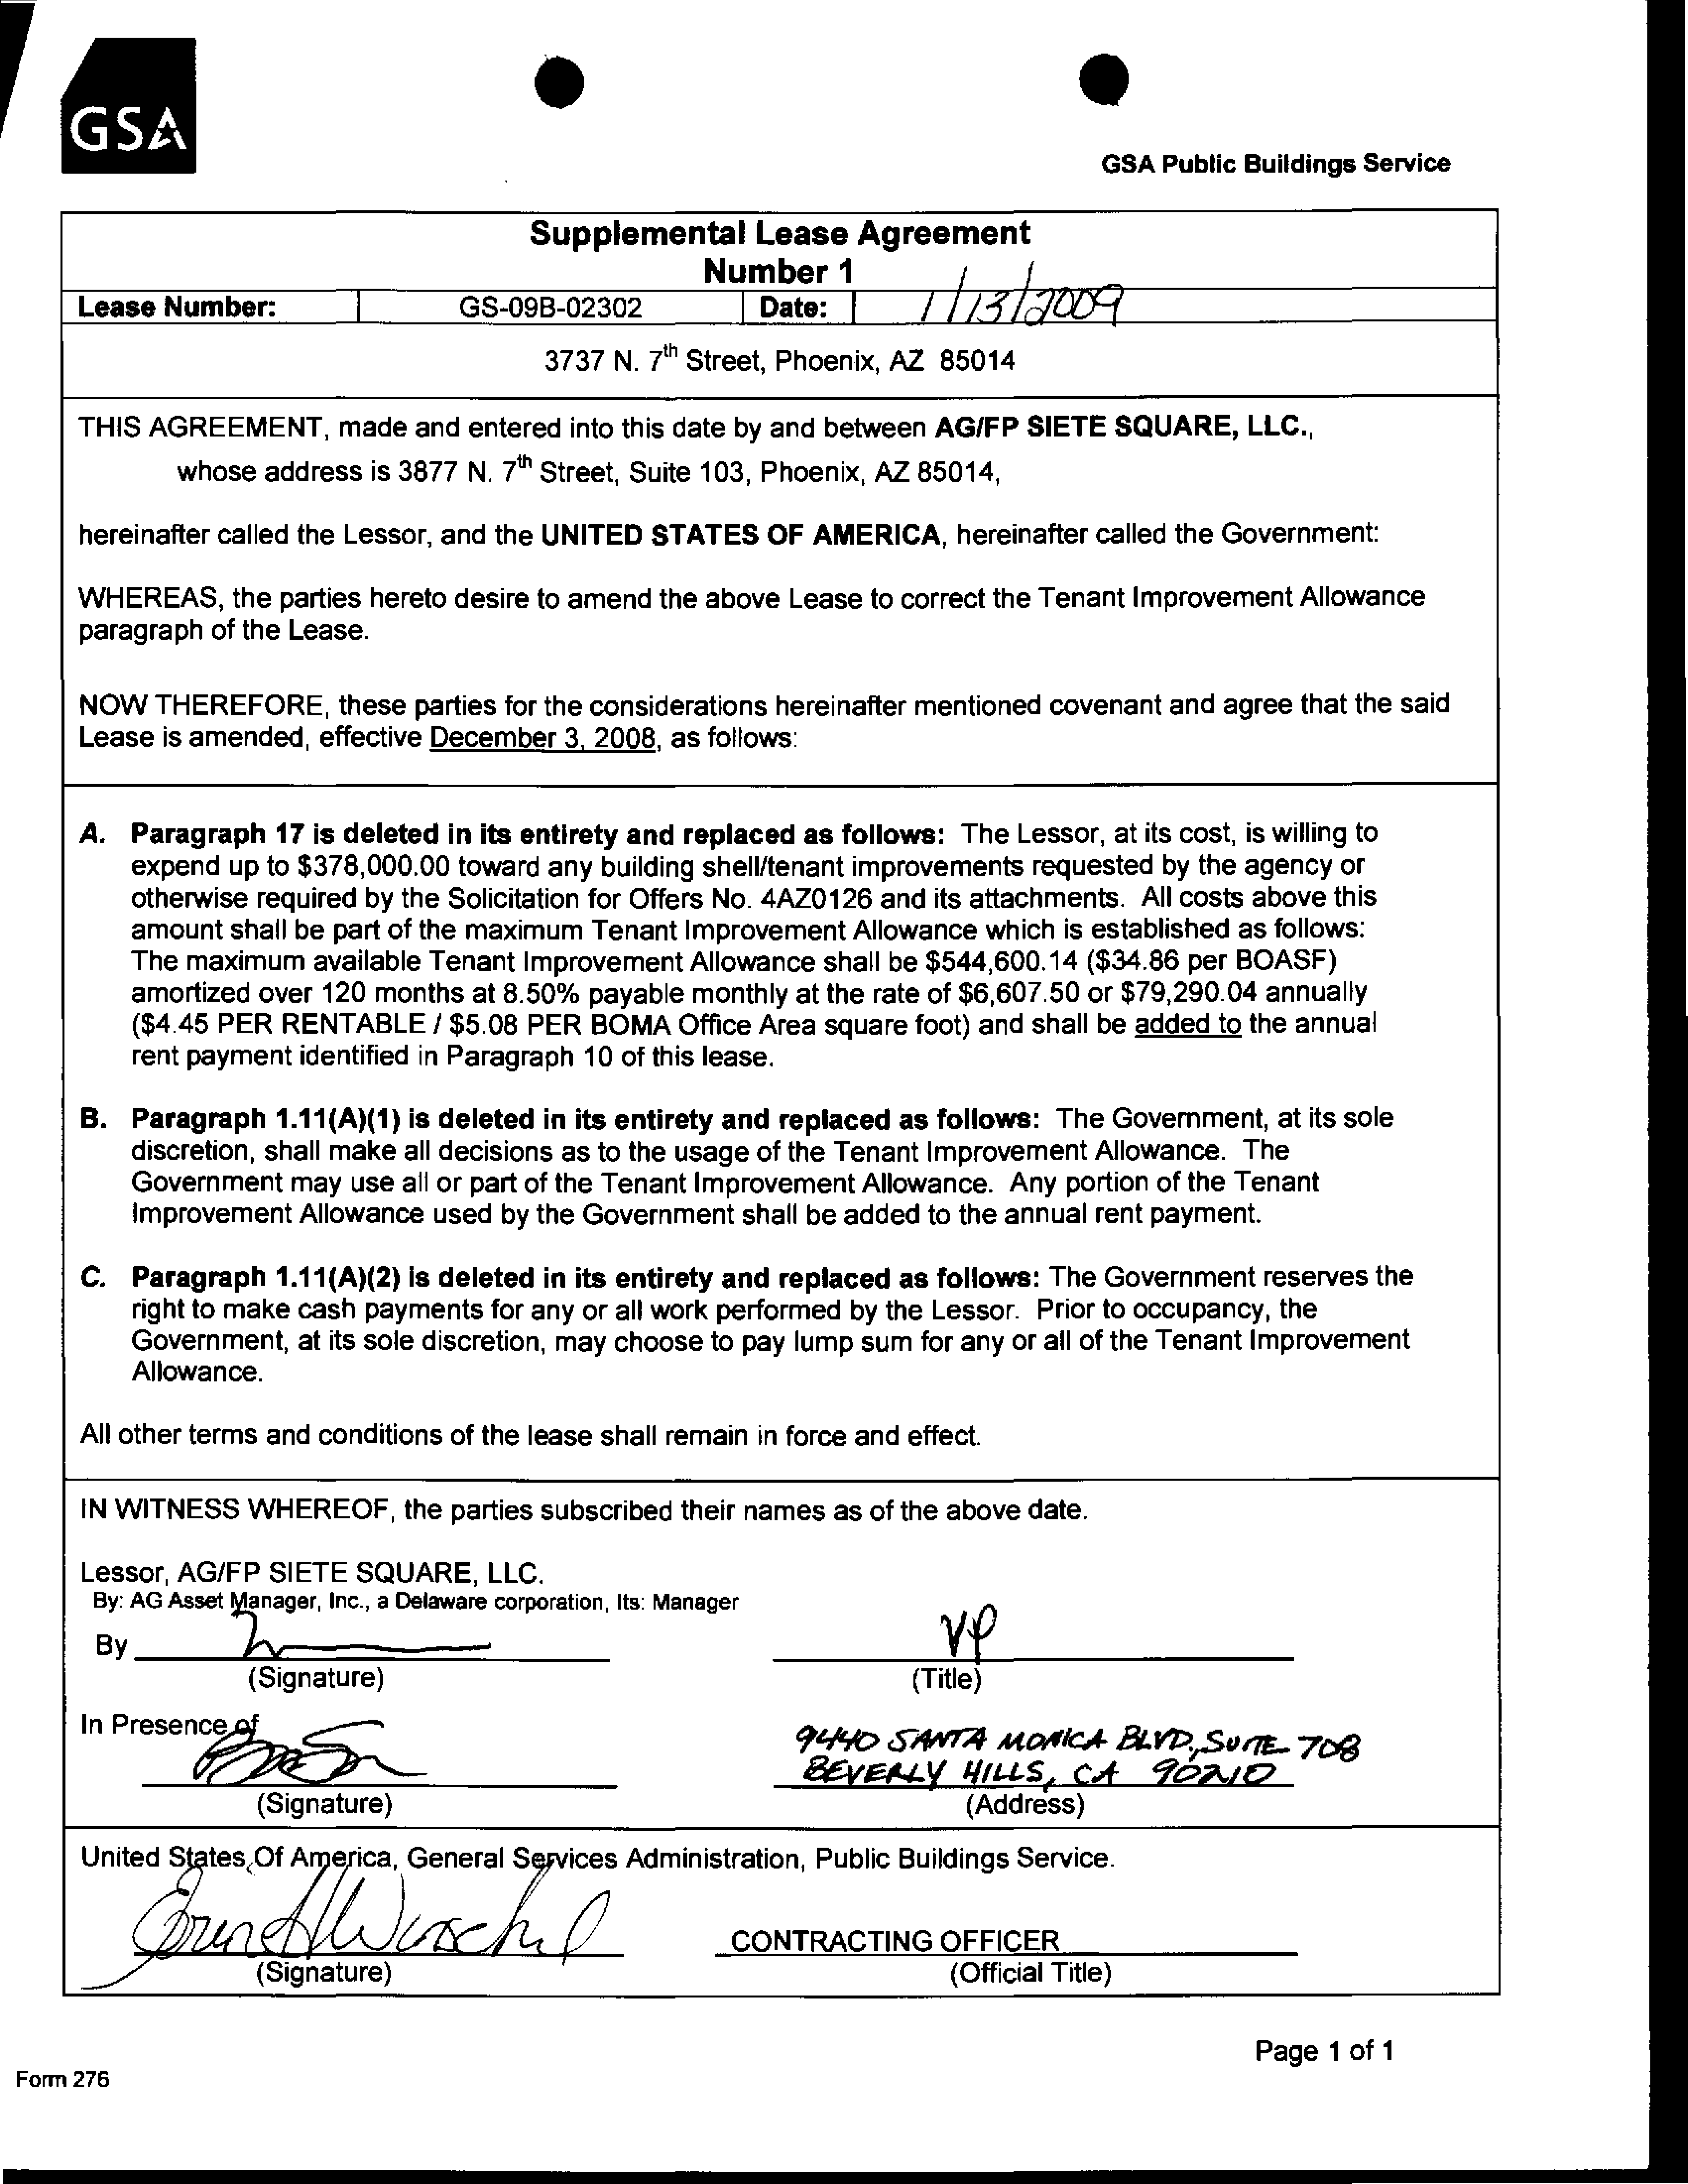 GSA
GSA Public Buildings Service
Supplemental Lease Agreement
Number 1
Lease Number: GS-09B-02302 Date: 1/13/2009
3737 N. 7th Street, Phoenix, AZ 85014
THIS AGREEMENT, made and entered into this date by and between AG/FP SIETE SQUARE, LLC.,
whose address is 3877 N. 7th Street, Suite 103, Phoenix, AZ 85014,
hereinafter called the Lessor, and the UNITED STATES OF AMERICA, hereinafter called the Government:
WHEREAS, the parties hereto desire to amend the above Lease to correct the Tenant Improvement Allowance
paragraph of the Lease.
NOW THEREFORE, these parties for the considerations hereinafter mentioned covenant and agree that the said
Lease is amended, effective December 3, 2008, as follows:
A. Paragraph 17 is deleted in its entirety and replaced as follows: The Lessor, at its cost, is willing to
expend up to $378,000.00 toward any building shell/tenant improvements requested by the agency or
otherwise required by the Solicitation for Offers No. 4AZ0126 and its attachments. All costs above this
amount shall be part of the maximum Tenant Improvement Allowance which is established as follows:
The maximum available Tenant Improvement Allowance shall be $544,600.14 ($34.86 per BOASF)
amortized over 120 months at 8.50% payable monthly at the rate of $6,607.50 or $79,290.04 annually
($4.45 PER RENTABLE / $5.08 PER BOMA Office Area square foot) and shall be added to the annual
rent payment identified in Paragraph 10 of this lease.
B. Paragraph 1.11(A)(1) is deleted in its entirety and replaced as follows: The Government, at its sole
discretion, shall make all decisions as to the usage of the Tenant Improvement Allowance. The
Government may use all or part of the Tenant Improvement Allowance. Any portion of the Tenant
Improvement Allowance used by the Government shall be added to the annual rent payment.
C. Paragraph 1.11(A)(2) is deleted in its entirety and replaced as follows: The Government reserves the
right to make cash payments for any or all work performed by the Lessor. Prior to occupancy, the
Government, at its sole discretion, may choose to pay lump sum for any or all of the Tenant Improvement
Allowance.
All other terms and conditions of the lease shall remain in force and effect.
IN WITNESS WHEREOF, the parties subscribed their names as of the above date.
Lessor, AG/FP SIETE SQUARE, LLC.
By: AG Asset Manager, Inc., a Delaware corporation, Its: Manager
By VP
(Signature) (Title)
In Presence of
9440 SANTA MONICA BLVD., SUITE 708
BEVERLY HILLS, CA 90210
(Signature) (Address)
United States Of America, General Services Administration, Public Buildings Service.
CONTRACTING OFFICER
(Signature) (Official Title)
Page 1 of 1
Form 276